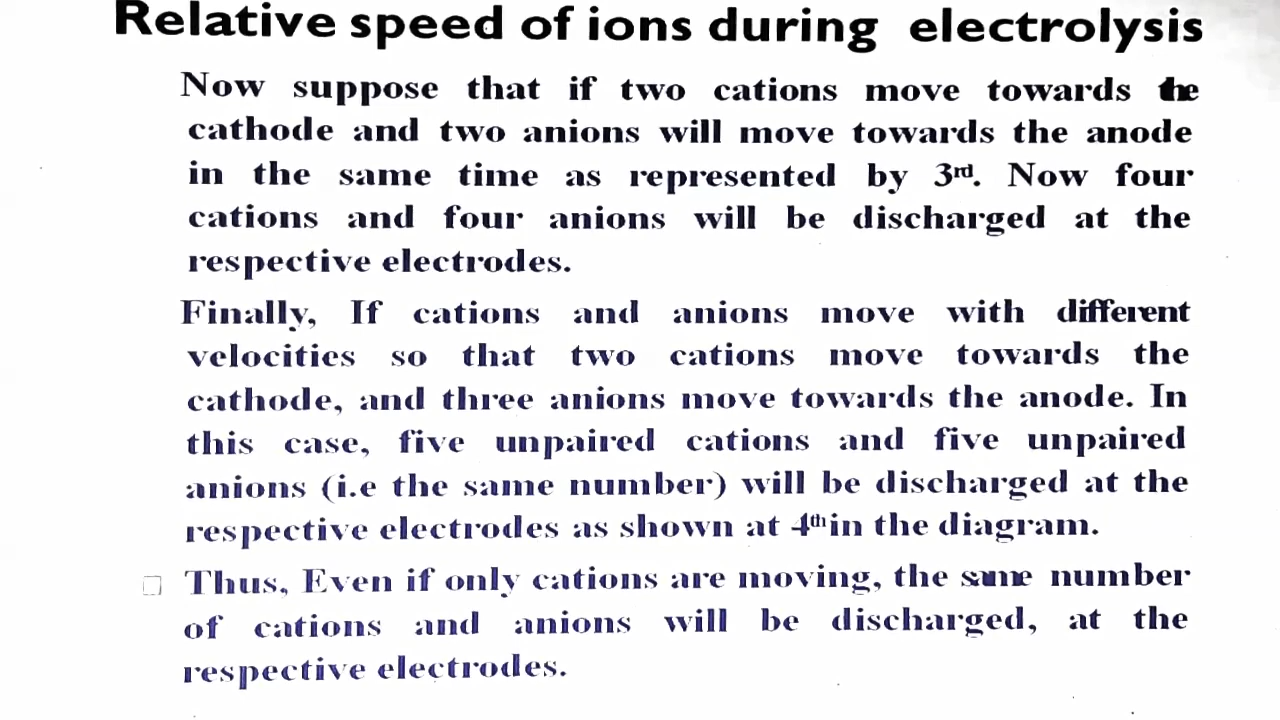 Relative speed of ions during electrolysis
Now suppose that if two cations move towards the
cathode and two anions will move towards the anode
in the same time as represented by 3rd. Now four
cations and four anions will be discharged at the
respective electrodes.
Finally, If cations and anions move with different
velocities so that two cations move towards the
cathode, and three anions move towards the anode. In
this case, five unpaired cations and five unpaired
anions (i.e the same number) will be discharged at the
respective electrodes as shown at 4th in the diagram.
Thus, Even if only cations are moving, the same number
of cations and anions will be discharged, at the
respective electrodes.